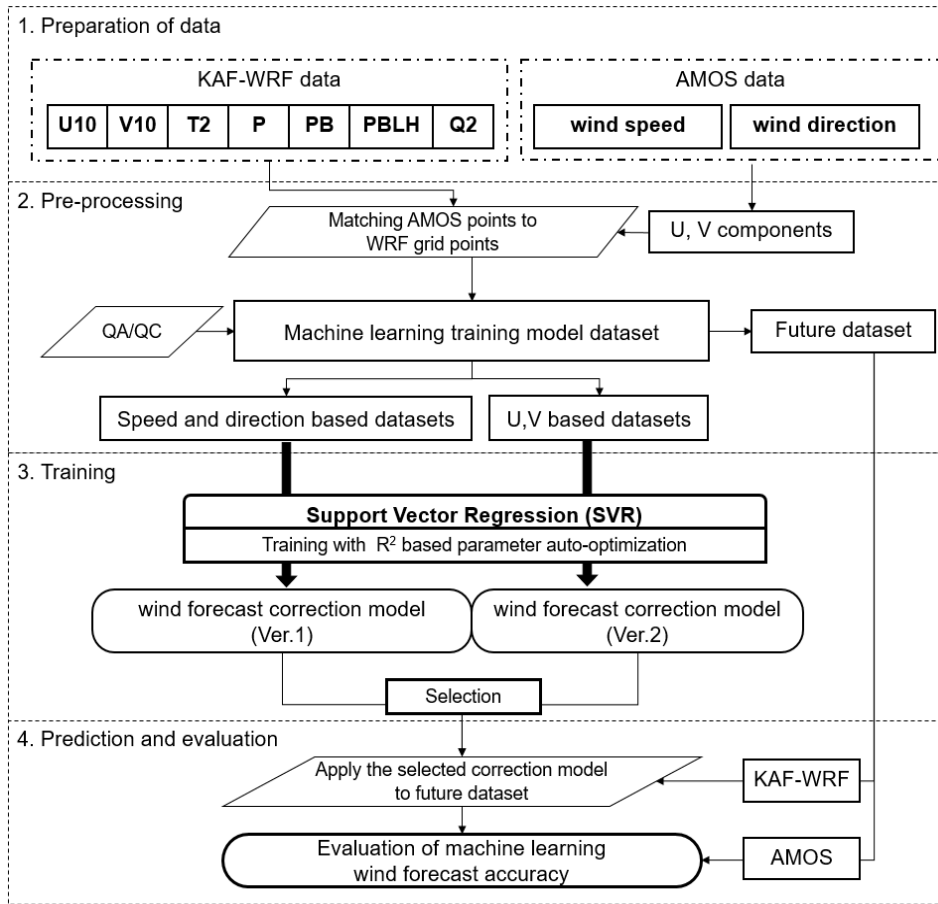 1. Preparation of data
KAF-WRF data
U10 V10 T2 P PB PBLH Q2
AMOS data
wind speed wind direction
2. Pre-processing
Matching AMOS points to
WRF grid points
U, V components
QA/QC
Machine learning training model dataset
Future dataset
Speed and direction based datasets
U,V based datasets
3. Training
Support Vector Regression (SVR)
Training with R² based parameter auto-optimization
wind forecast correction model
(Ver.1)
wind forecast correction model
(Ver.2)
Selection
4. Prediction and evaluation
Apply the selected correction model
to future dataset
KAF-WRF
Evaluation of machine learning
wind forecast accuracy
AMOS